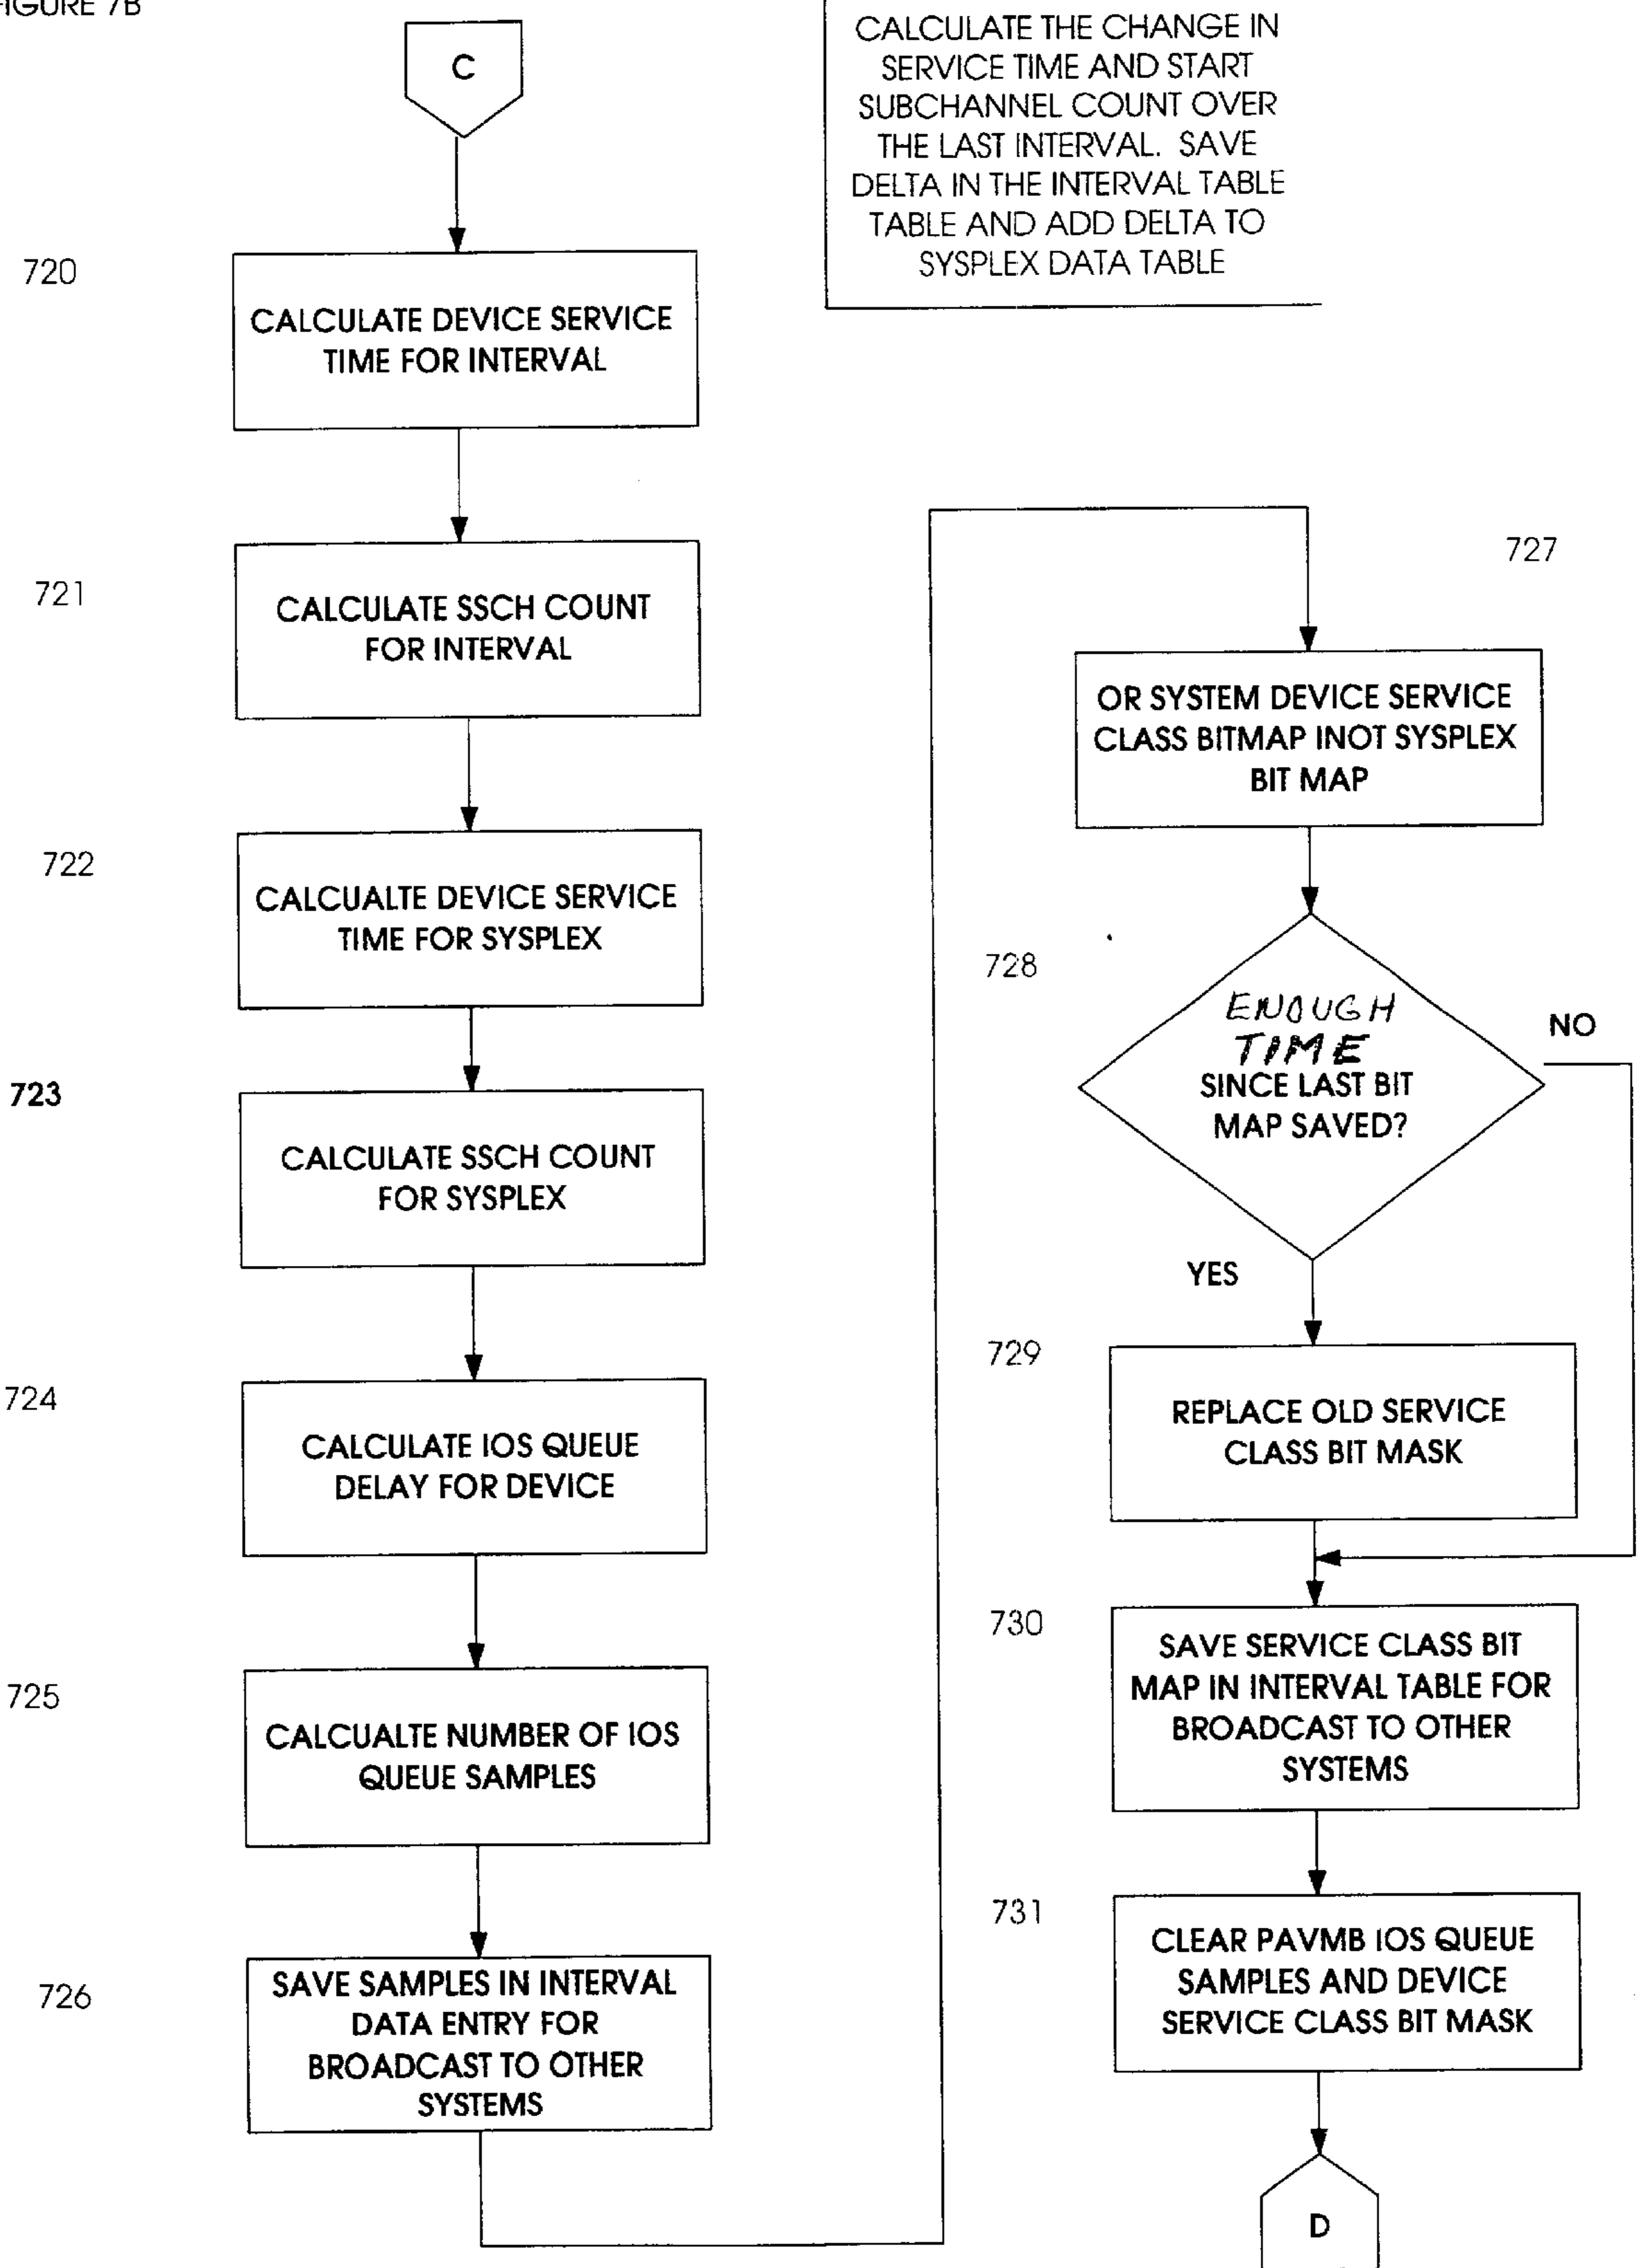 FIGURE 7B
C
CALCULATE THE CHANGE IN
SERVICE TIME AND START
SUBCHANNEL COUNT OVER
THE LAST INTERVAL. SAVE
DELTA IN THE INTERVAL TABLE
TABLE AND ADD DELTA TO
SYSPLEX DATA TABLE
720
CALCULATE DEVICE SERVICE
TIME FOR INTERVAL
721
CALCULATE SSCH COUNT
FOR INTERVAL
722
CALCUALTE DEVICE SERVICE
TIME FOR SYSPLEX
723
CALCULATE SSCH COUNT
FOR SYSPLEX
724
CALCULATE IOS QUEUE
DELAY FOR DEVICE
725
CALCUALTE NUMBER OF IOS
QUEUE SAMPLES
726
SAVE SAMPLES IN INTERVAL
DATA ENTRY FOR
BROADCAST TO OTHER
SYSTEMS
727
OR SYSTEM DEVICE SERVICE
CLASS BITMAP INOT SYSPLEX
BIT MAP
728
ENOUGH
TIME
SINCE LAST BIT
MAP SAVED?
NO
YES
729
REPLACE OLD SERVICE
CLASS BIT MASK
730
SAVE SERVICE CLASS BIT
MAP IN INTERVAL TABLE FOR
BROADCAST TO OTHER
SYSTEMS
731
CLEAR PAVMB IOS QUEUE
SAMPLES AND DEVICE
SERVICE CLASS BIT MASK
D